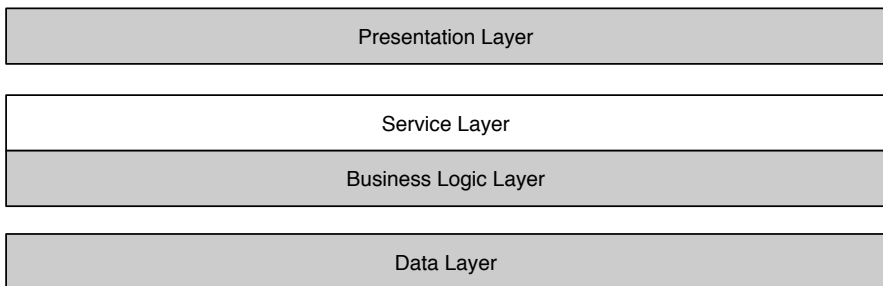 Presentation Layer
Service Layer
Business Logic Layer
Data Layer